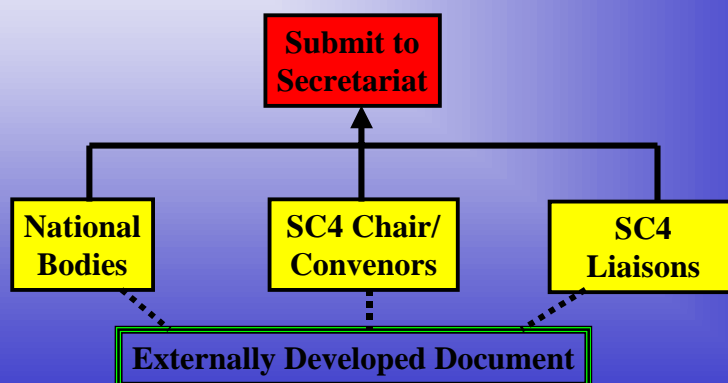 Submit to
Secretariat
National
Bodies
SC4 Chair/
Convenors
SC4
Liaisons
Externally Developed Document